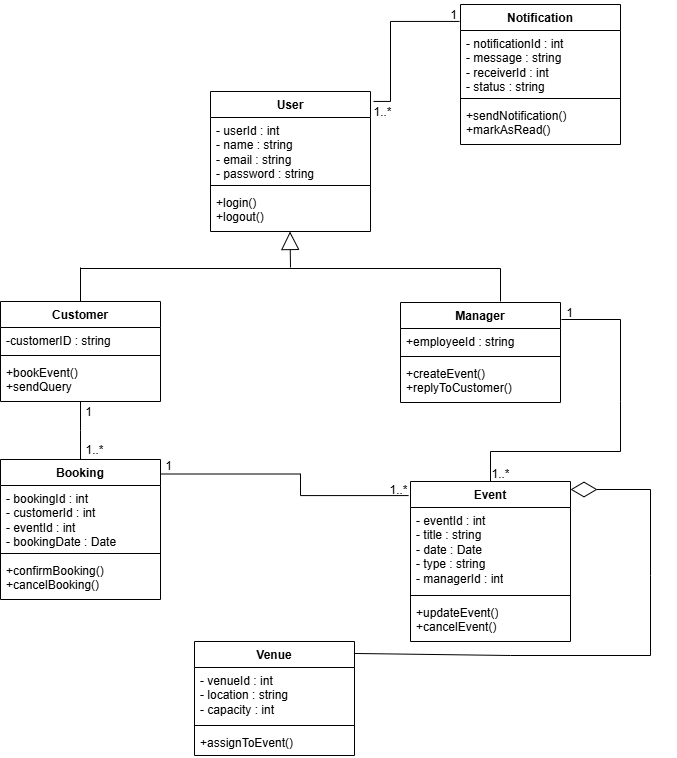 1
Notification
- notificationId : int
- message : string
- receiverId : int
- status : string
+sendNotification()
+markAsRead()
1..*
User
- userId : int
- name : string
- email : string
- password : string
+login()
+logout()
Customer
-customerID : string
+bookEvent()
+sendQuery
1
1..*
Manager
+employeeId : string
+createEvent()
+replyToCustomer()
1
1..*
Booking
- bookingId : int
- customerId : int
- eventId : int
- bookingDate : Date
+confirmBooking()
+cancelBooking()
1
1..*
Event
- eventId : int
- title : string
- date : Date
- type : string
- managerId : int
+updateEvent()
+cancelEvent()
Venue
- venueId : int
- location : string
- capacity : int
+assignToEvent()